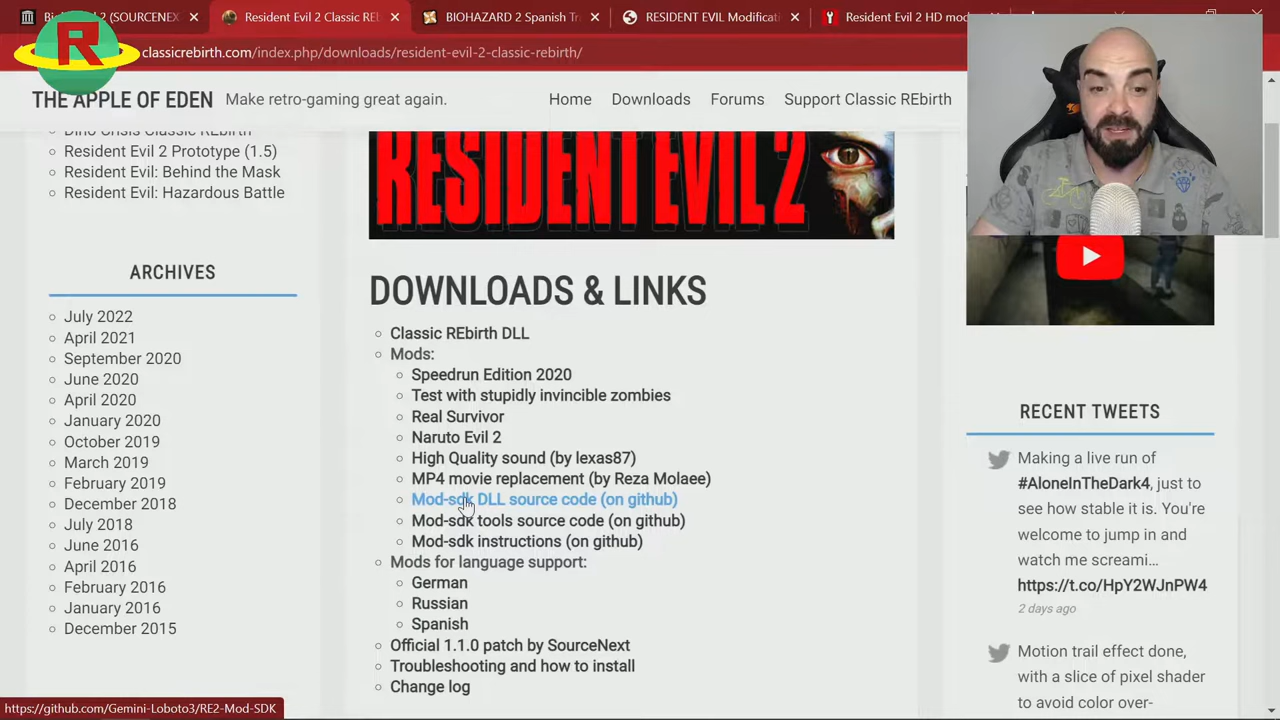 Resident Evil 2 Classic RE
BIOHAZARD 2 Spanish Tr
RESIDENT EVIL Modificati
Resident Evil 2 HD mod
R
classicrebirth.com/index.php/downloads/resident-evil-2-classic-rebirth/
THE APPLE OF EDEN
Make retro-gaming great again.
Home
Downloads
Forums
Support Classic REbirth
Dino Crisis Classic REbirth
Resident Evil 2 Prototype (1.5)
Resident Evil: Behind the Mask
Resident Evil: Hazardous Battle
ARCHIVES
July 2022
April 2021
September 2020
June 2020
April 2020
January 2020
October 2019
March 2019
February 2019
December 2018
July 2018
June 2016
April 2016
February 2016
January 2016
December 2015
RESIDENT EVIL 2
DOWNLOADS & LINKS
Classic REbirth DLL
Mods:
Speedrun Edition 2020
Test with stupidly invincible zombies
Real Survivor
Naruto Evil 2
High Quality sound (by lexas87)
MP4 movie replacement (by Reza Molaee)
Mod-sdk DLL source code (on github)
Mod-sdk tools source code (on github)
Mod-sdk instructions (on github)
Mods for language support:
German
Russian
Spanish
Official 1.1.0 patch by SourceNext
Troubleshooting and how to install
Change log
RECENT TWEETS
Making a live run of
#AloneInTheDark4, just to
see how stable it is. You're
welcome to jump in and
watch me screami…
https://t.co/HpY2WJnPW4
2 days ago
Motion trail effect done,
with a slice of pixel shader
to avoid color over-
https://github.com/Gemini-Loboto3/RE2-Mod-SDK